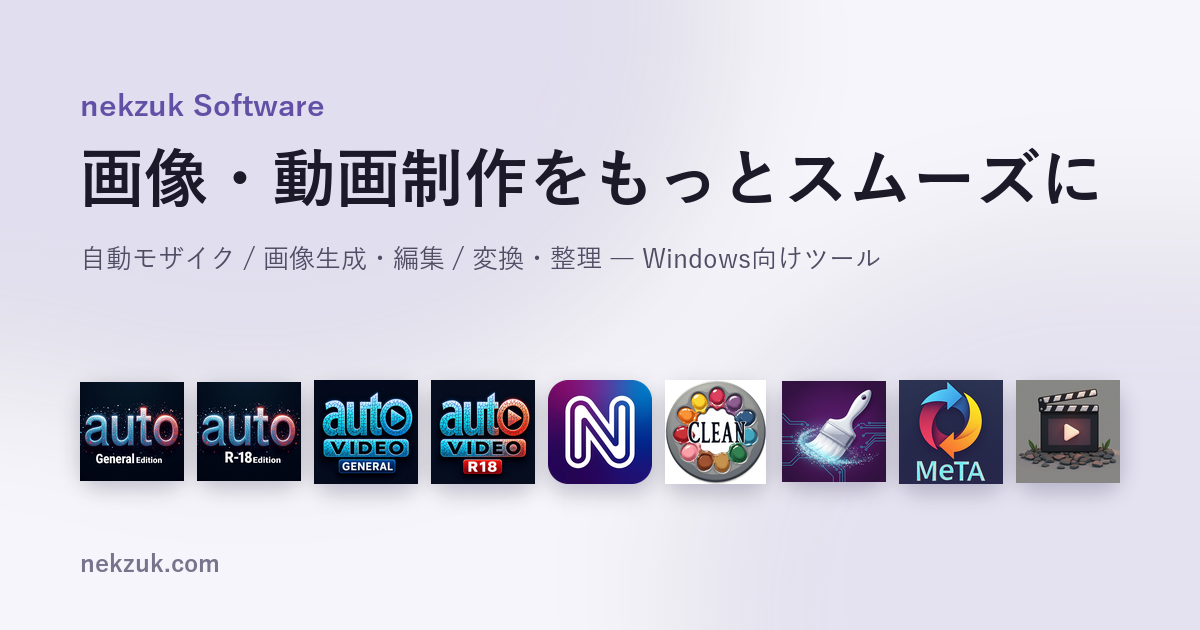 nekzuk Software
画像・動画制作をもっとスムーズに
自動モザイク / 画像生成・編集 / 変換・整理 — Windows向けツール
auto
General Edition
auto
R-18 Edition
auto
VIDEO
GENERAL
auto
VIDEO
R18
N
CLEAN
MeTA
nekzuk.com